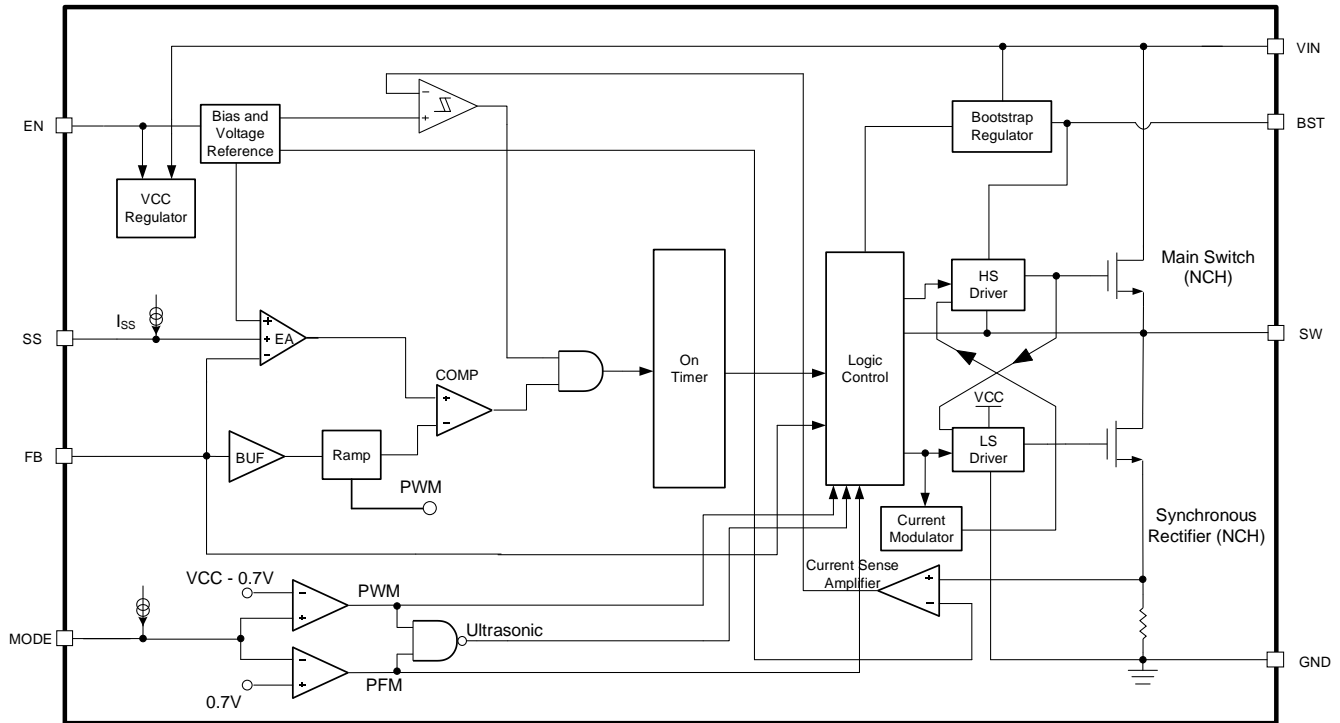 VIN
EN
Bias and
Voltage
Reference
-
+
Bootstrap
Regulator
BST
VCC
Regulator
Main Switch
(NCH)
HS
Driver
ISS
SS
+
+
-
EA
SW
On
Timer
Logic
Control
COMP
+
-
VCC
LS
Driver
FB
BUF
Ramp
PWM
Current
Modulator
Synchronous
Rectifier (NCH)
Current Sense
Amplifier
+
-
VCC - 0.7V
-
+
PWM
MODE
Ultrasonic
-
+
PFM
0.7V
GND